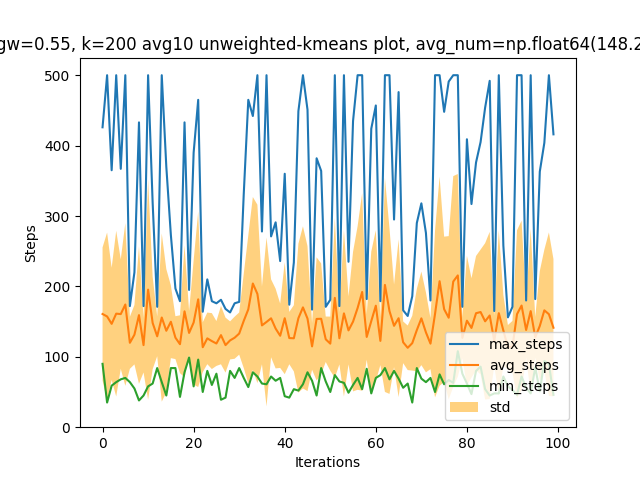 gw=0.55, k=200 avg10 unweighted-kmeans plot, avg_num=np.float64(148.2
500
400
300
200
100
0
Steps
0 20 40 60 80 100
Iterations
max_steps
avg_steps
min_steps
std